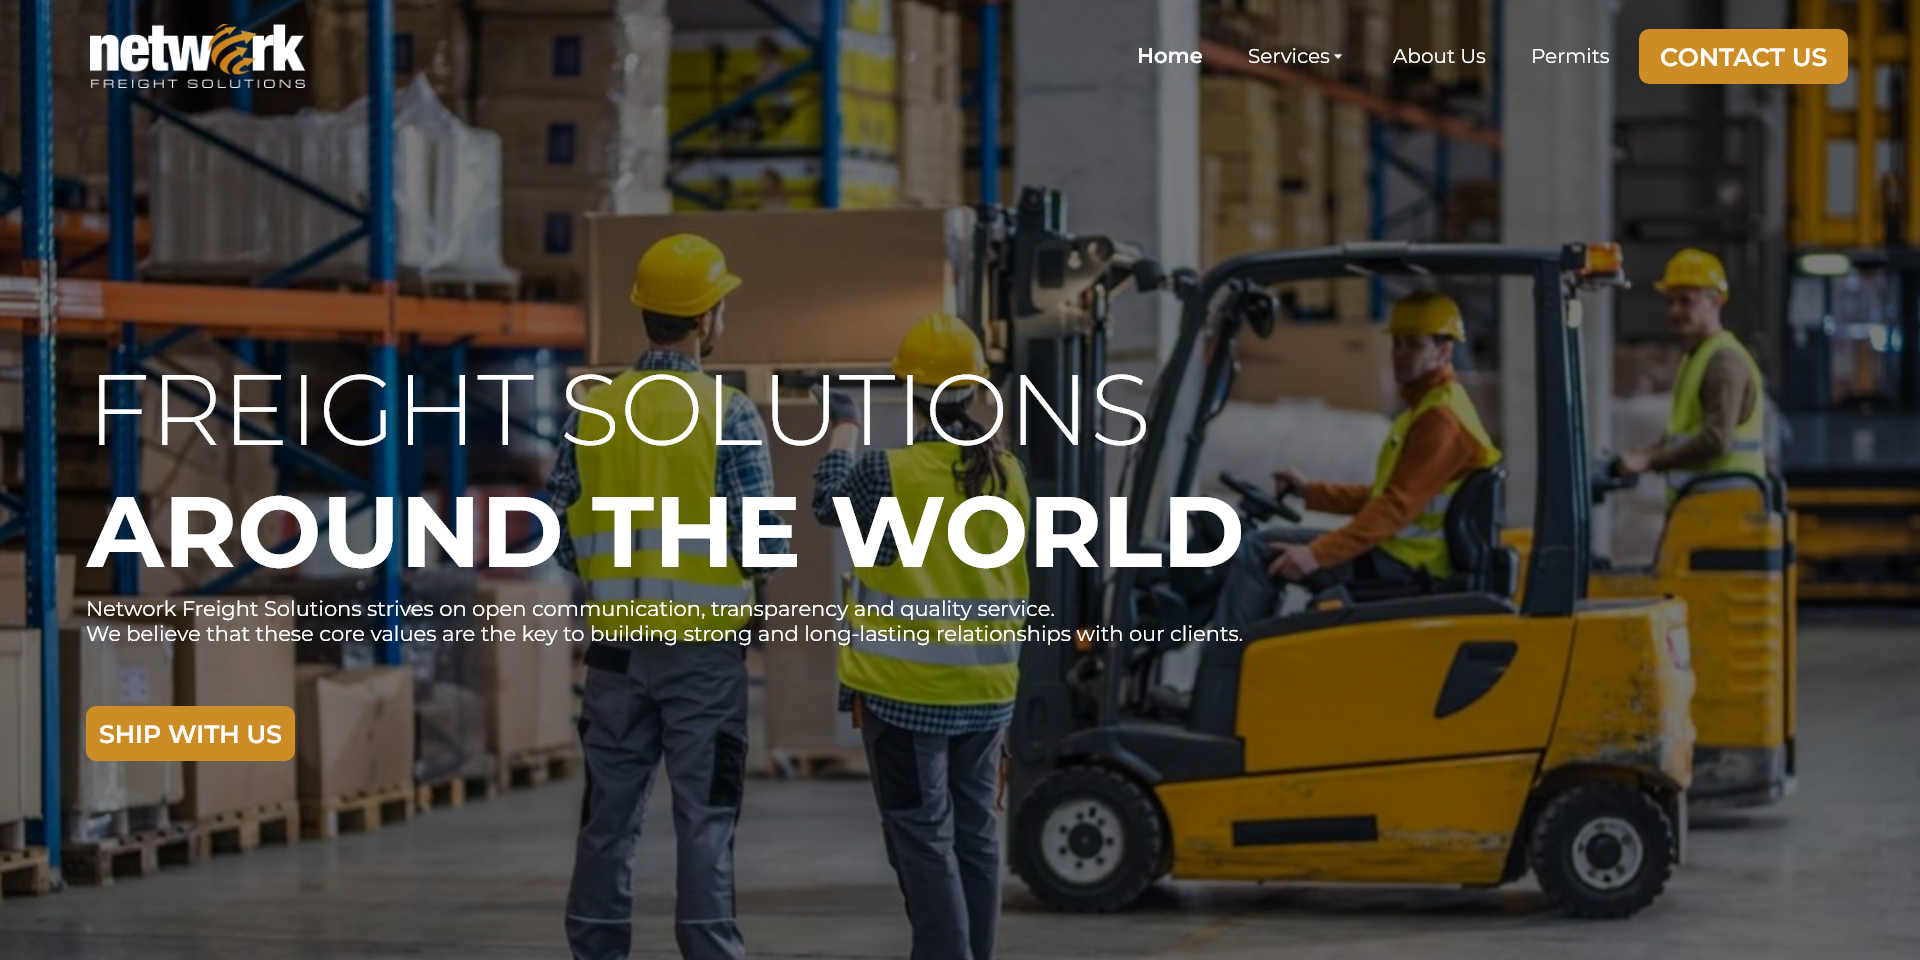 network
FREIGHT SOLUTIONS
Home Services About Us Permits CONTACT US
FREIGHT SOLUTIONS
AROUND THE WORLD
Network Freight Solutions strives on open communication, transparency and quality service.
We believe that these core values are the key to building strong and long-lasting relationships with our clients.
SHIP WITH US